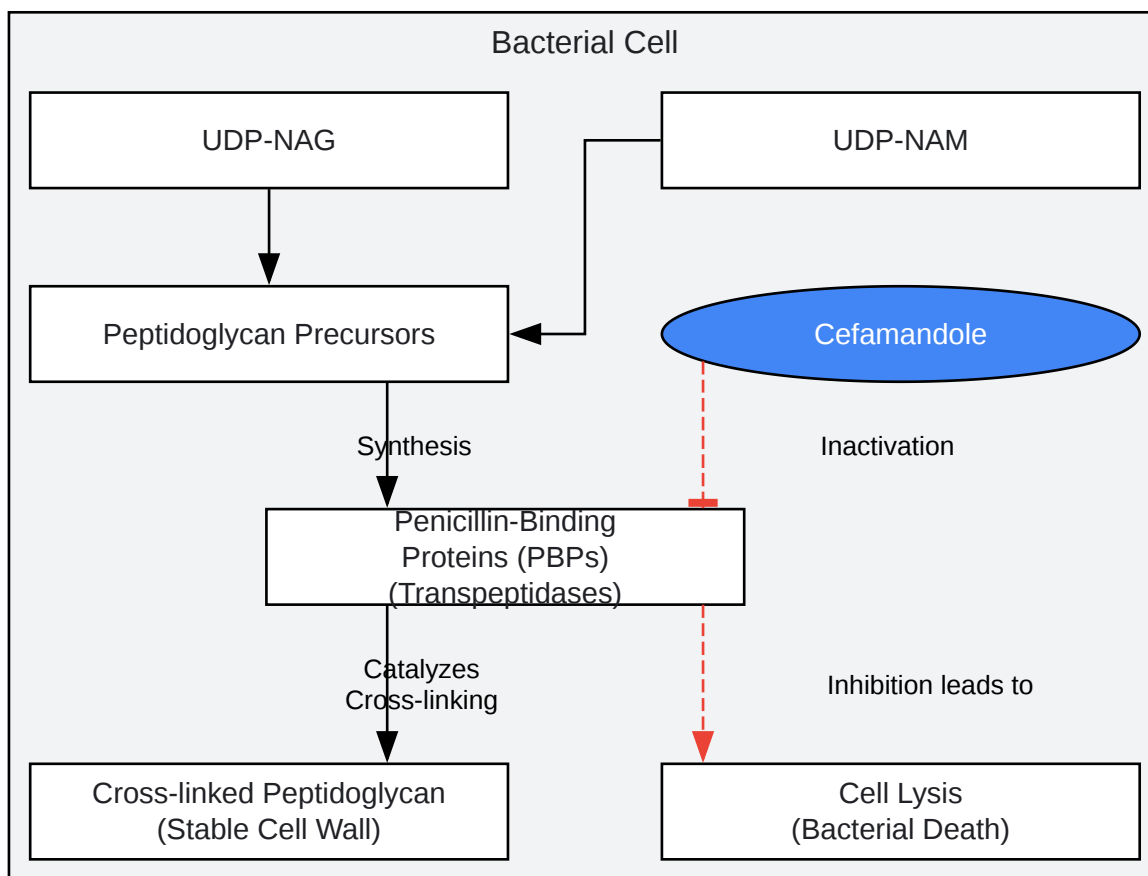 Bacterial Cell
UDP-NAG
UDP-NAM
Peptidoglycan Precursors
Cefamandole
Synthesis
Inactivation
Penicillin-Binding
Proteins (PBPs)
(Transpeptidases)
Catalyzes
Cross-linking
Inhibition leads to
Cross-linked Peptidoglycan
(Stable Cell Wall)
Cell Lysis
(Bacterial Death)